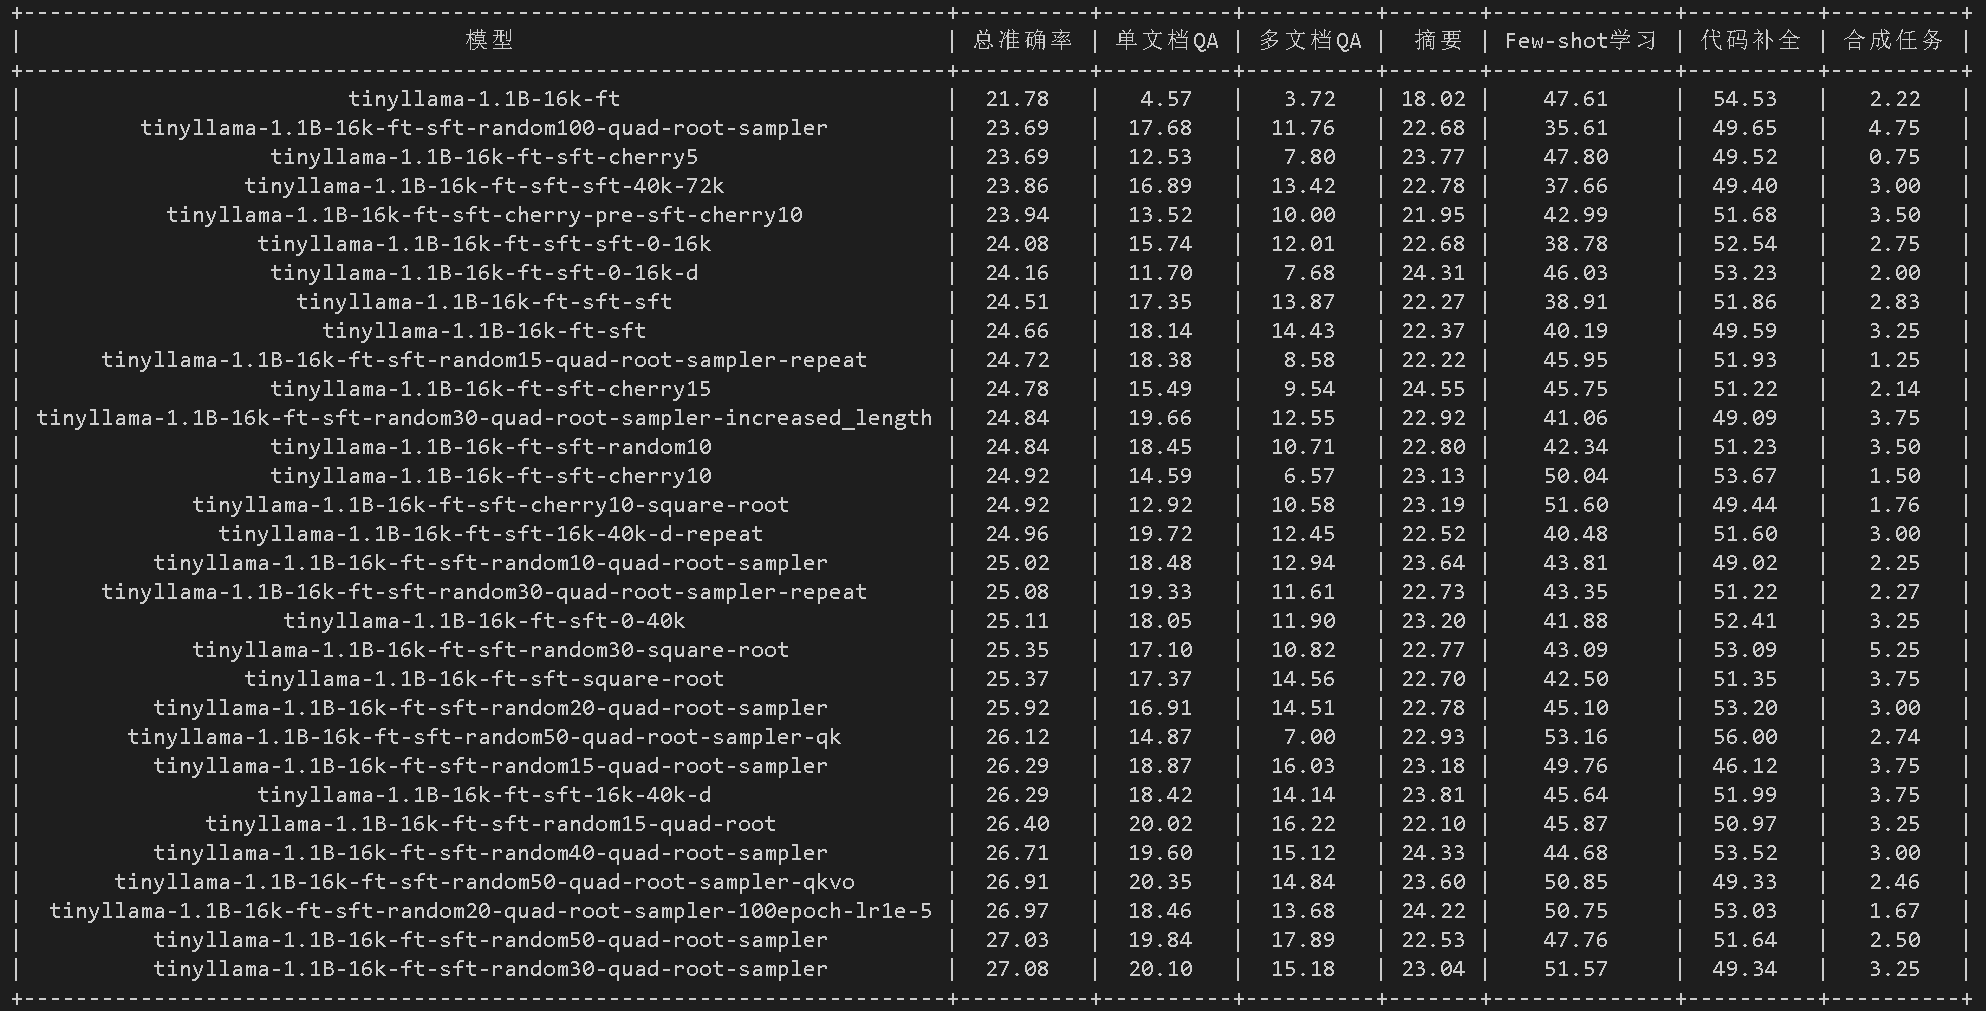 模型 | 总准确率 | 单文档QA | 多文档QA | 摘要 | Few-shot学习 | 代码补全 | 合成任务
tinyllama-1.1B-16k-ft | 21.78 | 4.57 | 3.72 | 18.02 | 47.61 | 54.53 | 2.22
tinyllama-1.1B-16k-ft-sft-random100-quad-root-sampler | 23.69 | 17.68 | 11.76 | 22.68 | 35.61 | 49.65 | 4.75
tinyllama-1.1B-16k-ft-sft-cherry5 | 23.69 | 12.53 | 7.80 | 23.77 | 47.80 | 49.52 | 0.75
tinyllama-1.1B-16k-ft-sft-sft-40k-72k | 23.86 | 16.89 | 13.42 | 22.78 | 37.66 | 49.40 | 3.00
tinyllama-1.1B-16k-ft-sft-cherry-pre-sft-cherry10 | 23.94 | 13.52 | 10.00 | 21.95 | 42.99 | 51.68 | 3.50
tinyllama-1.1B-16k-ft-sft-sft-0-16k | 24.08 | 15.74 | 12.01 | 22.68 | 38.78 | 52.54 | 2.75
tinyllama-1.1B-16k-ft-sft-0-16k-d | 24.16 | 11.70 | 7.68 | 24.31 | 46.03 | 53.23 | 2.00
tinyllama-1.1B-16k-ft-sft-sft | 24.51 | 17.35 | 13.87 | 22.27 | 38.91 | 51.86 | 2.83
tinyllama-1.1B-16k-ft-sft | 24.66 | 18.14 | 14.43 | 22.37 | 40.19 | 49.59 | 3.25
tinyllama-1.1B-16k-ft-sft-random15-quad-root-sampler-repeat | 24.72 | 18.38 | 8.58 | 22.22 | 45.95 | 51.93 | 1.25
tinyllama-1.1B-16k-ft-sft-cherry15 | 24.78 | 15.49 | 9.54 | 24.55 | 45.75 | 51.22 | 2.14
tinyllama-1.1B-16k-ft-sft-random30-quad-root-sampler-increased_length | 24.84 | 19.66 | 12.55 | 22.92 | 41.06 | 49.09 | 3.75
tinyllama-1.1B-16k-ft-sft-random10 | 24.84 | 18.45 | 10.71 | 22.80 | 42.34 | 51.23 | 3.50
tinyllama-1.1B-16k-ft-sft-cherry10 | 24.92 | 14.59 | 6.57 | 23.13 | 50.04 | 53.67 | 1.50
tinyllama-1.1B-16k-ft-sft-cherry10-square-root | 24.92 | 12.92 | 10.58 | 23.19 | 51.60 | 49.44 | 1.76
tinyllama-1.1B-16k-ft-sft-16k-40k-d-repeat | 24.96 | 19.72 | 12.45 | 22.52 | 40.48 | 51.60 | 3.00
tinyllama-1.1B-16k-ft-sft-random10-quad-root-sampler | 25.02 | 18.48 | 12.94 | 23.64 | 43.81 | 49.02 | 2.25
tinyllama-1.1B-16k-ft-sft-random30-quad-root-sampler-repeat | 25.08 | 19.33 | 11.61 | 22.73 | 43.35 | 51.22 | 2.27
tinyllama-1.1B-16k-ft-sft-0-40k | 25.11 | 18.05 | 11.90 | 23.20 | 41.88 | 52.41 | 3.25
tinyllama-1.1B-16k-ft-sft-random30-square-root | 25.35 | 17.10 | 10.82 | 22.77 | 43.09 | 53.09 | 5.25
tinyllama-1.1B-16k-ft-sft-square-root | 25.37 | 17.37 | 14.56 | 22.70 | 42.50 | 51.35 | 3.75
tinyllama-1.1B-16k-ft-sft-random20-quad-root-sampler | 25.92 | 16.91 | 14.51 | 22.78 | 45.10 | 53.20 | 3.00
tinyllama-1.1B-16k-ft-sft-random50-quad-root-sampler-qk | 26.12 | 14.87 | 7.00 | 22.93 | 53.16 | 56.00 | 2.74
tinyllama-1.1B-16k-ft-sft-random15-quad-root-sampler | 26.29 | 18.87 | 16.03 | 23.18 | 49.76 | 46.12 | 3.75
tinyllama-1.1B-16k-ft-sft-16k-40k-d | 26.29 | 18.42 | 14.14 | 23.81 | 45.64 | 51.99 | 3.75
tinyllama-1.1B-16k-ft-sft-random15-quad-root | 26.40 | 20.02 | 16.22 | 22.10 | 45.87 | 50.97 | 3.25
tinyllama-1.1B-16k-ft-sft-random40-quad-root-sampler | 26.71 | 19.60 | 15.12 | 24.33 | 44.68 | 53.52 | 3.00
tinyllama-1.1B-16k-ft-sft-random50-quad-root-sampler-qkvo | 26.91 | 20.35 | 14.84 | 23.60 | 50.85 | 49.33 | 2.46
tinyllama-1.1B-16k-ft-sft-random20-quad-root-sampler-100epoch-lr1e-5 | 26.97 | 18.46 | 13.68 | 24.22 | 50.75 | 53.03 | 1.67
tinyllama-1.1B-16k-ft-sft-random50-quad-root-sampler | 27.03 | 19.84 | 17.89 | 22.53 | 47.76 | 51.64 | 2.50
tinyllama-1.1B-16k-ft-sft-random30-quad-root-sampler | 27.08 | 20.10 | 15.18 | 23.04 | 51.57 | 49.34 | 3.25